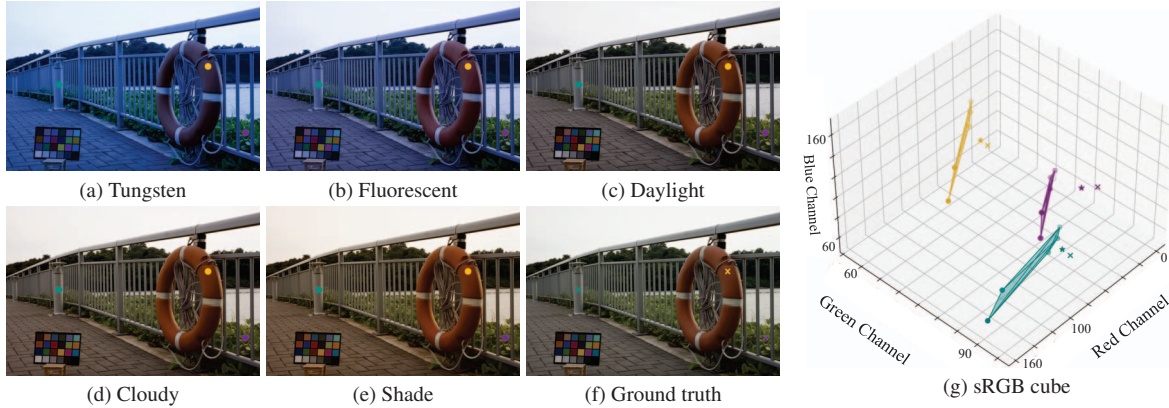 (a) Tungsten
(b) Fluorescent
(c) Daylight
(d) Cloudy
(e) Shade
(f) Ground truth
160
Blue Channel
60
60
Green Channel
90
160
100
Red Channel
0
(g) sRGB cube